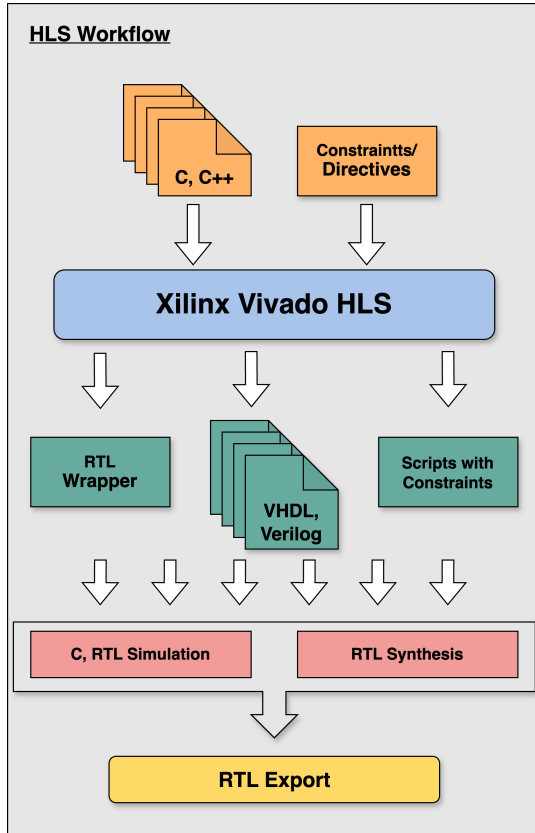 HLS Workflow
C, C++
Constraintts/
Directives
Xilinx Vivado HLS
RTL
Wrapper
VHDL,
Verilog
Scripts with
Constraints
C, RTL Simulation
RTL Synthesis
RTL Export